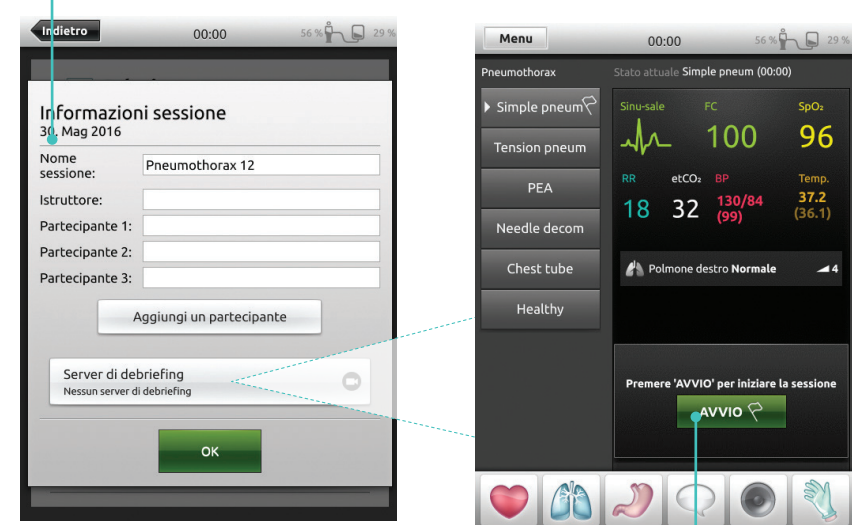 Indietro
00:00
56 %
29 %
Informazioni sessione
30. Mag 2016
Nome
sessione:
Pneumothorax 12
Istruttore:
Partecipante 1:
Partecipante 2:
Partecipante 3:
Aggiungi un partecipante
Server di debriefing
Nessun server di debriefing
OK
Menu
00:00
56 %
29 %
Pneumothorax
Stato attuale Simple pneum (00:00)
Simple pneum
Tension pneum
PEA
Needle decom
Chest tube
Healthy
Sinu-sale
FC
SpO₂
100
96
RR
etCO₂
BP
Temp.
18
32
130/84
(99)
37.2
(36.1)
Polmone destro Normale
4
Premere 'AVVIO' per iniziare la sessione
AVVIO